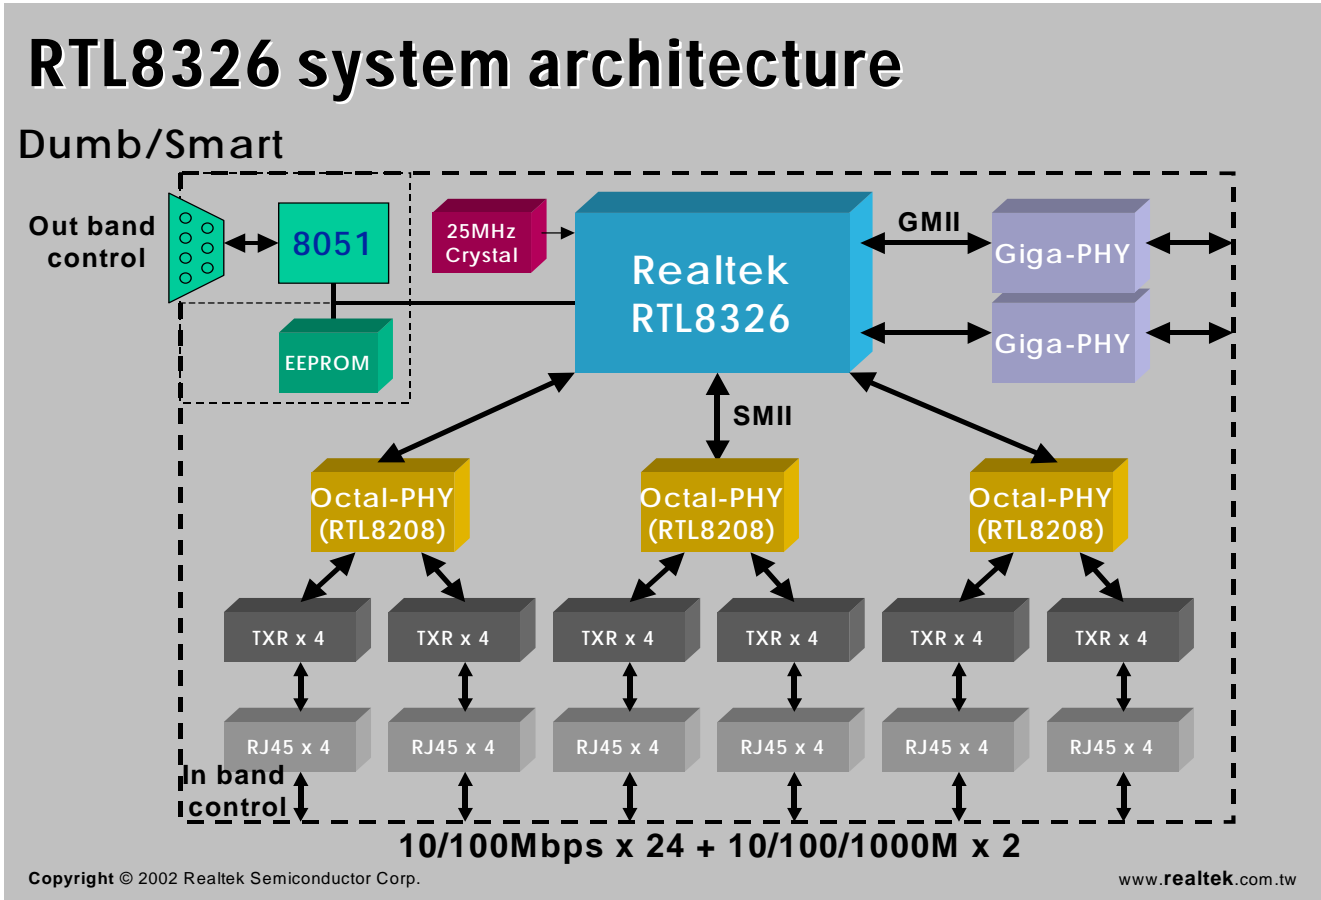 RTL8326 system architecture
Dumb/Smart
Out band
control
8051
25MHz
Crystal
EEPROM
Realtek
RTL8326
GMII
Giga-PHY
Giga-PHY
SMII
Octal-PHY
(RTL8208)
Octal-PHY
(RTL8208)
Octal-PHY
(RTL8208)
TXR x 4
TXR x 4
TXR x 4
TXR x 4
TXR x 4
TXR x 4
RJ45 x 4
RJ45 x 4
RJ45 x 4
RJ45 x 4
RJ45 x 4
RJ45 x 4
In band
control
10/100Mbps x 24 + 10/100/1000M x 2
Copyright © 2002 Realtek Semiconductor Corp.
www.realtek.com.tw